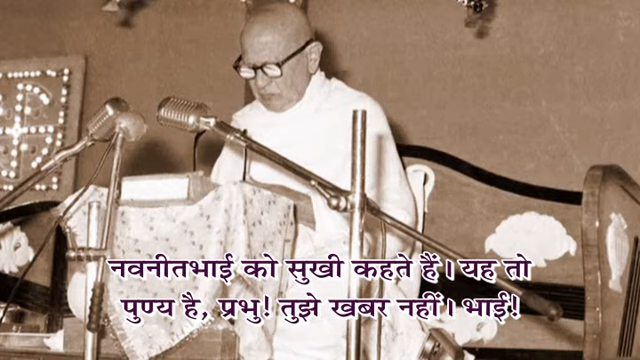 नवनीतभाई को सुखी कहते हैं। यह तो
पुण्य है, प्रभु! तुझे खबर नहीं। भाई!